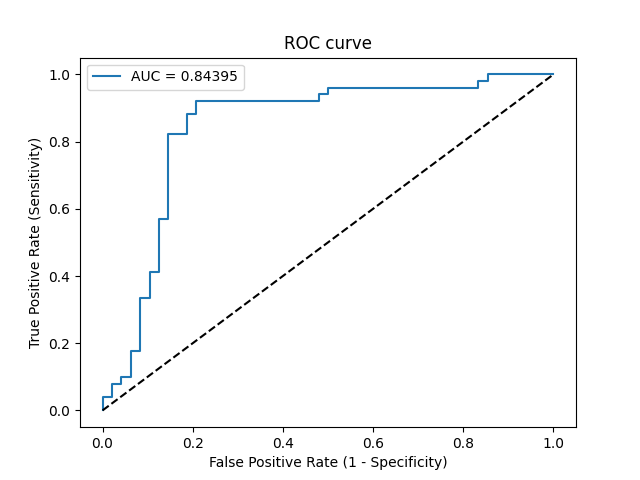 ROC curve
AUC = 0.84395
True Positive Rate (Sensitivity)
1.0
0.8
0.6
0.4
0.2
0.0
0.0 0.2 0.4 0.6 0.8 1.0
False Positive Rate (1 - Specificity)